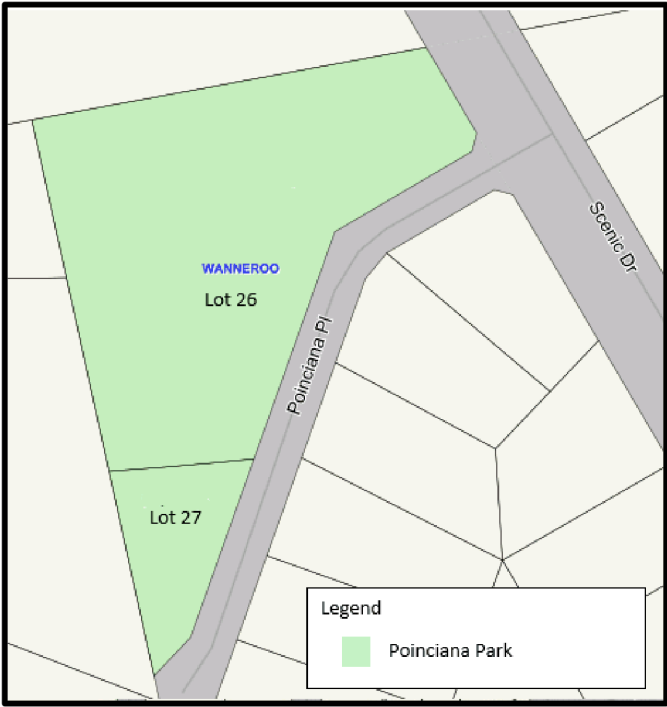 Scenic Dr
WANNEROO
Lot 26
Poinciana Pl
Lot 27
Legend
Poinciana Park